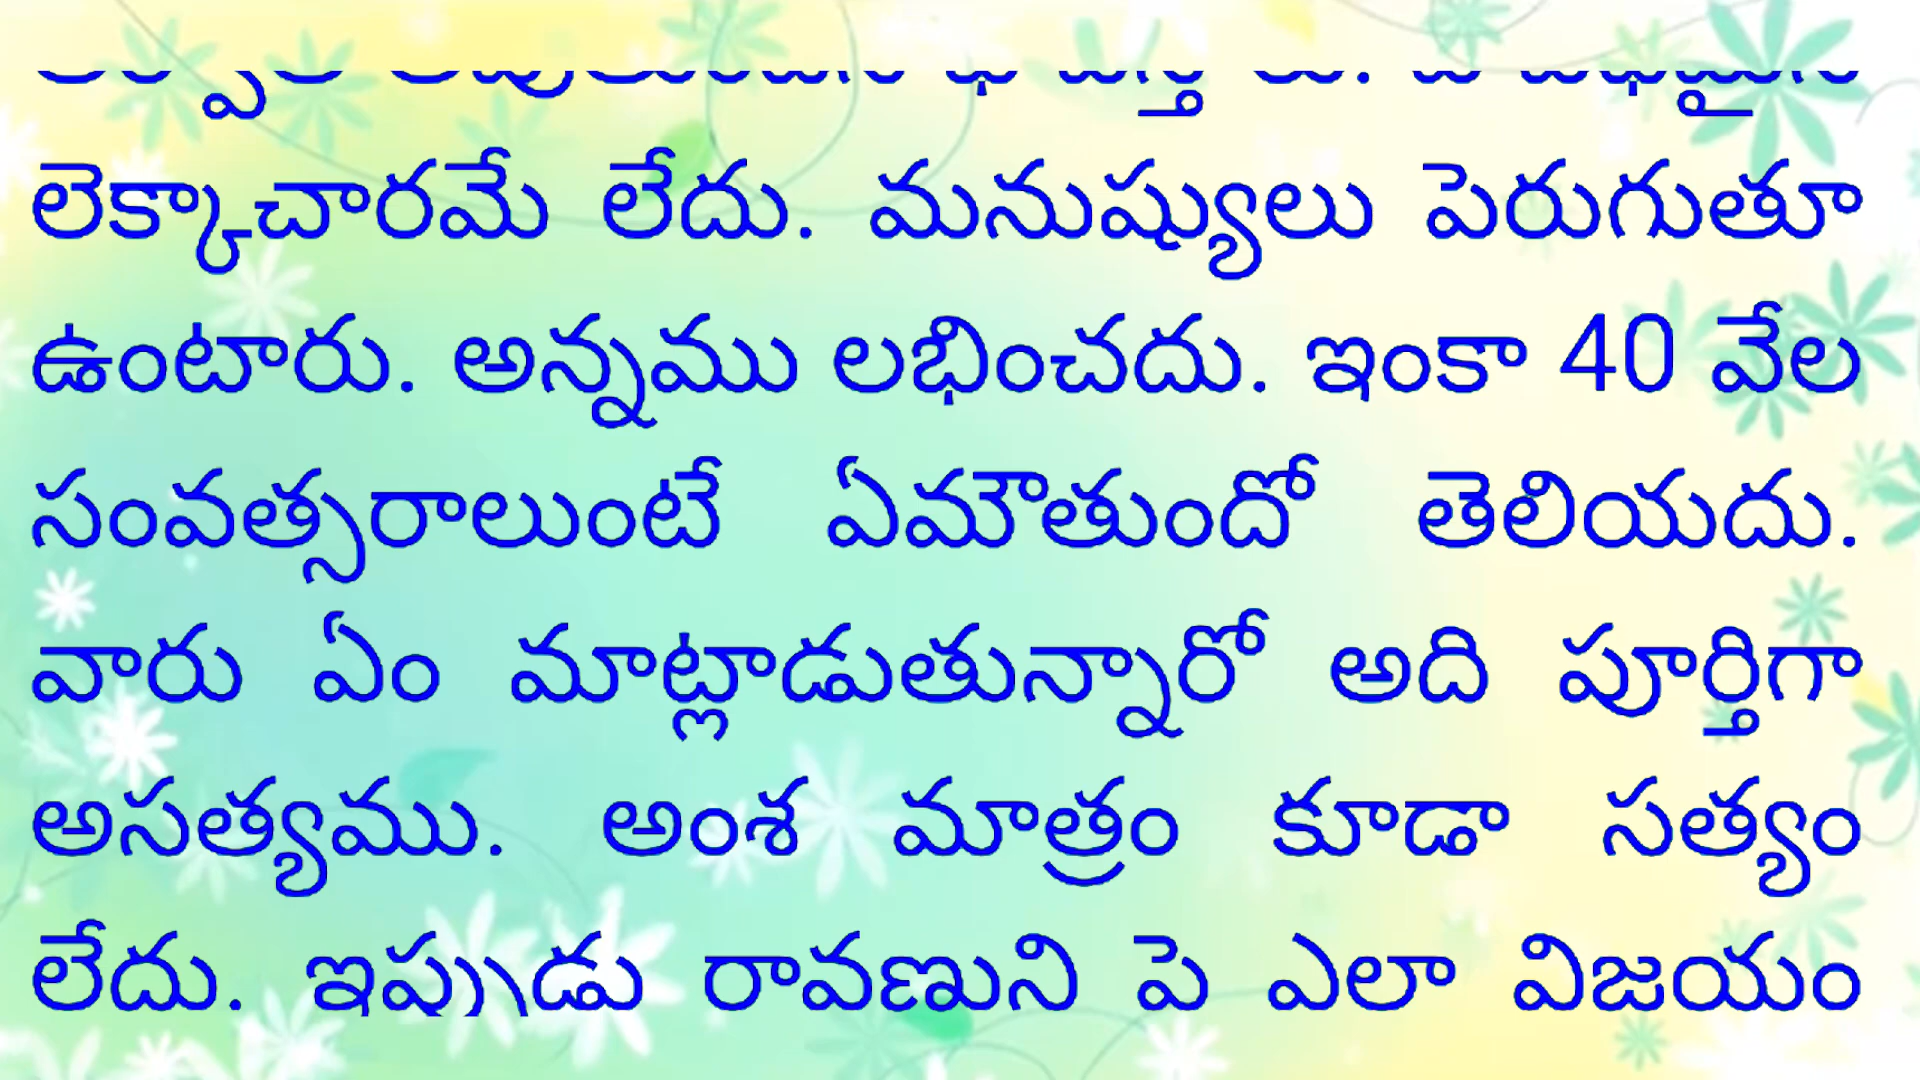 లెక్కాచారమే లేదు. మనుష్యులు పెరుగుతూ
ఉంటారు. అన్నము లభించదు. ఇంకా 40 వేల
సంవత్సరాలుంటే ఏమౌతుందో తెలియదు.
వారు ఏం మాట్లాడుతున్నారో అది పూర్తిగా
అసత్యము. అంశ మాత్రం కూడా సత్యం
లేదు. ఇప్పుడు రావణుని పై ఎలా విజయం